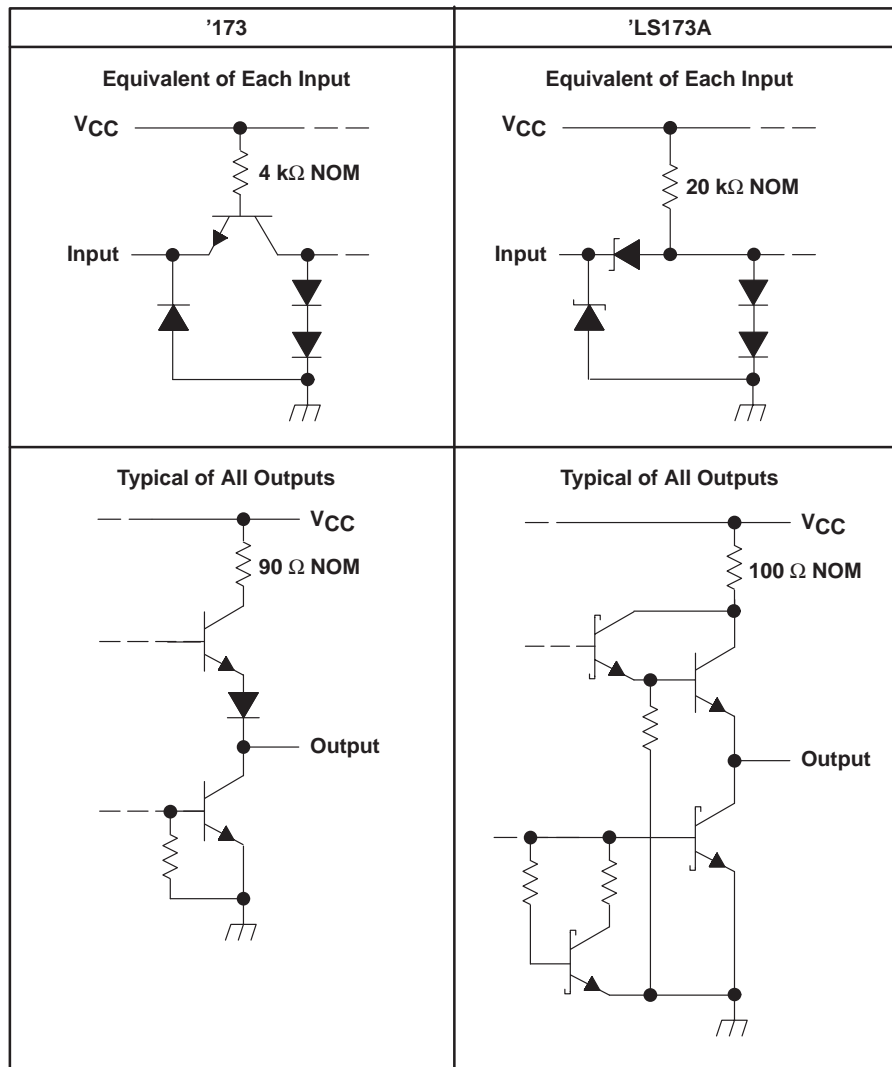 ’173
’LS173A
Equivalent of Each Input
VCC
4 kΩ NOM
Input
Equivalent of Each Input
VCC
20 kΩ NOM
Input
Typical of All Outputs
VCC
90 Ω NOM
Output
Typical of All Outputs
VCC
100 Ω NOM
Output